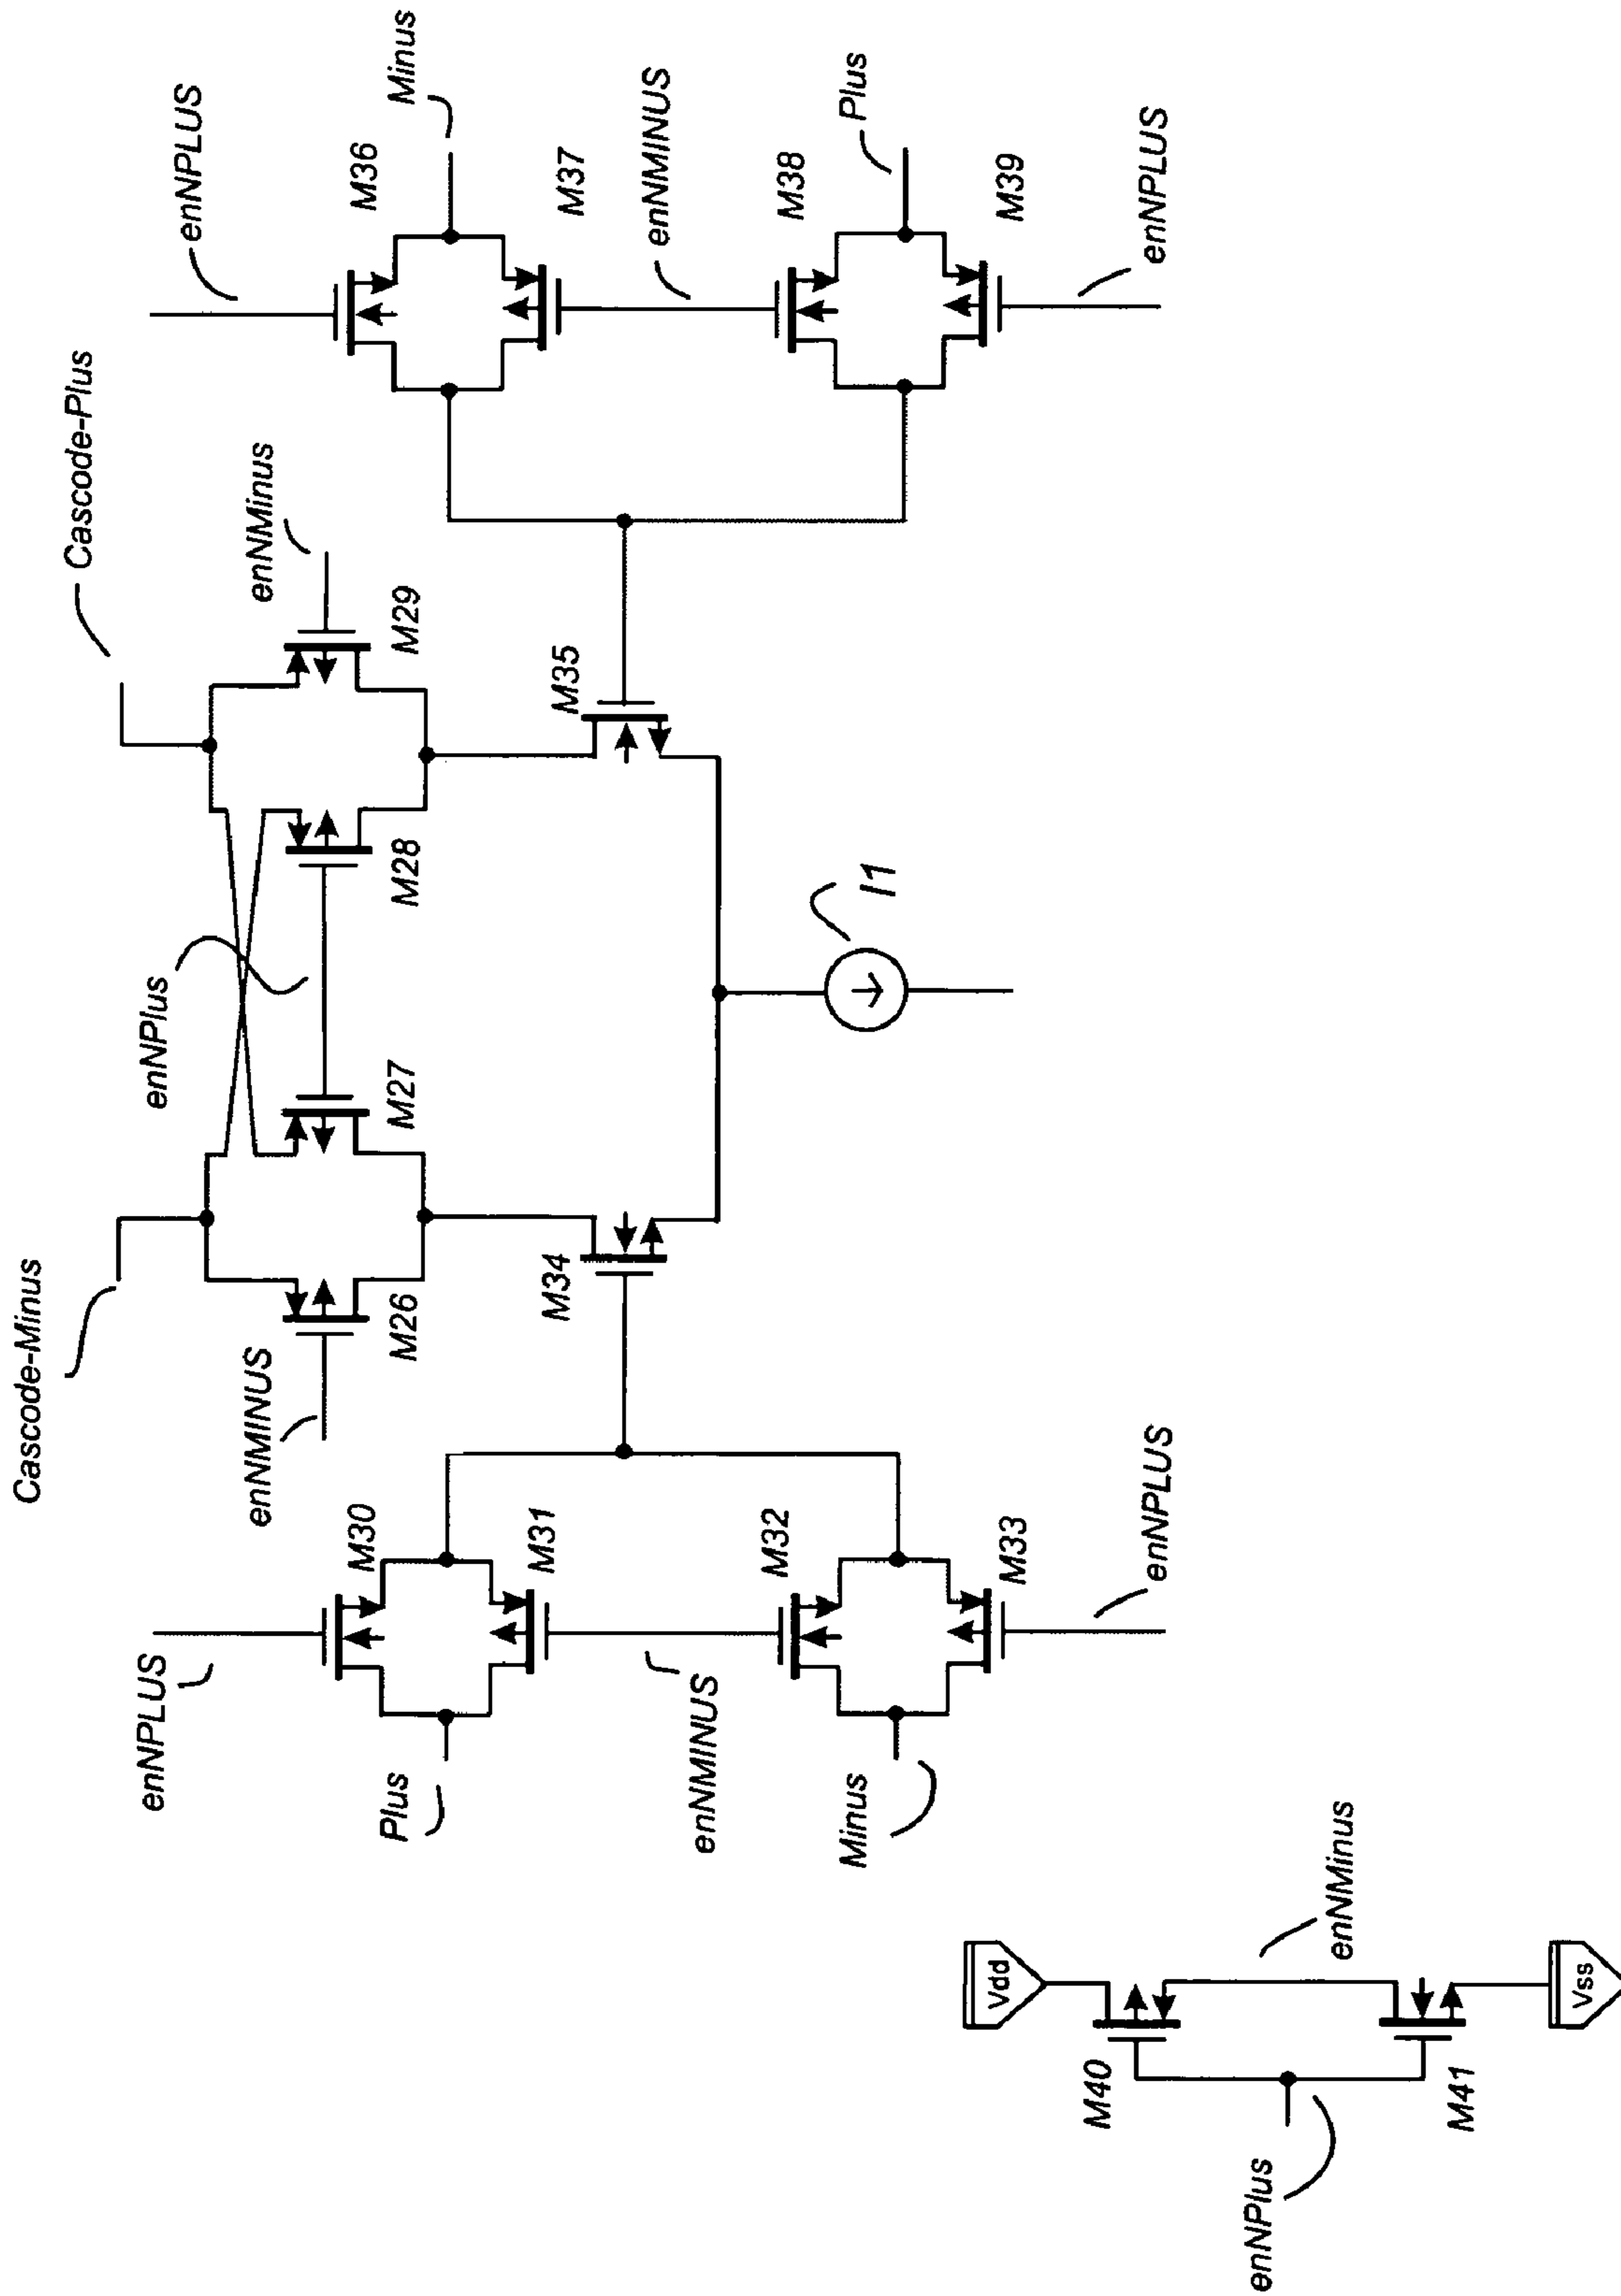 Cascode-Minus
Cascode-Plus
enNPLUS
Minus
M36
M37
enNMINUS
M38
Plus
M39
enNPLUS
enNMinus
M29
M28
enNPlus
M27
M26
enNMINUS
M35
M34
I1
enNPLUS
M30
Plus
M31
enNMINUS
M32
Minus
M33
enNPLUS
Vdd
M40
enNMinus
enNPlus
M41
Vss